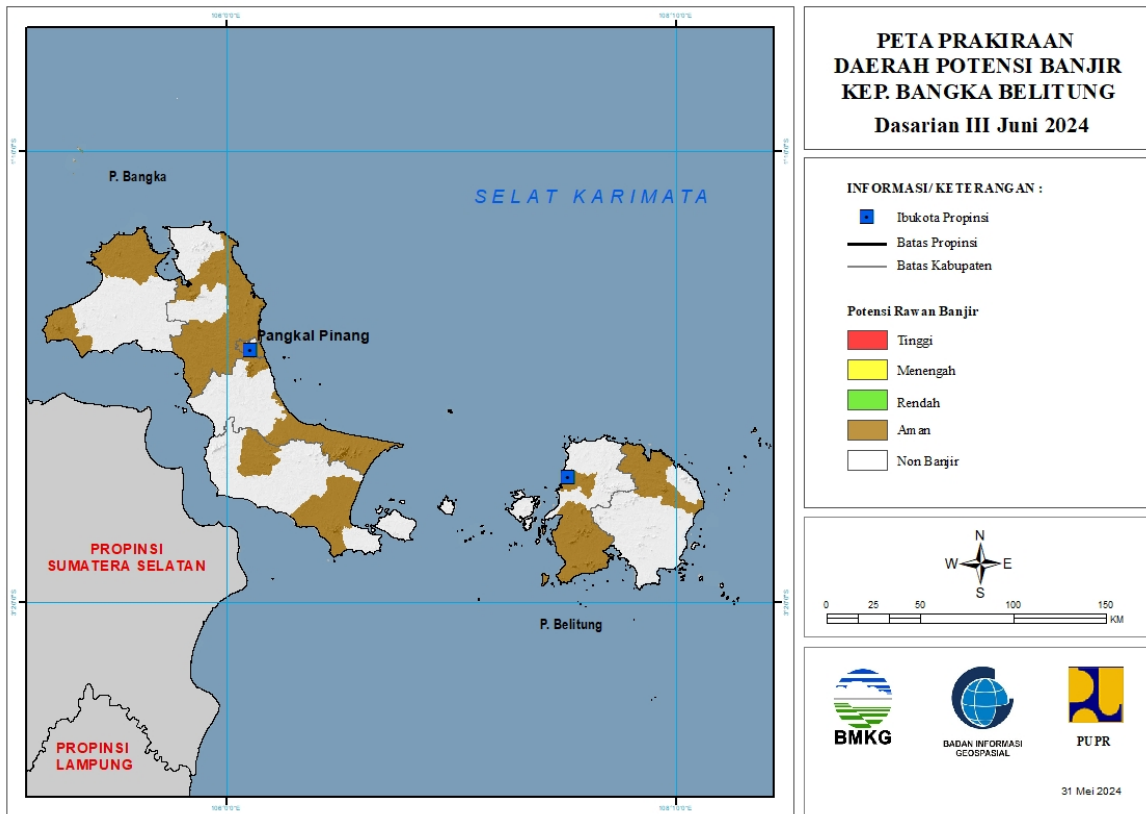 PETA PRAKIRAAN
DAERAH POTENSI BANJIR
KEP. BANGKA BELITUNG
Dasarian III Juni 2024
INFORMASI/ KETERANGAN :
Ibukota Propinsi
Batas Propinsi
Batas Kabupaten
Potensi Rawan Banjir
Tinggi
Menengah
Rendah
Aman
Non Banjir
N
W E
S
0 25 50 100 150
KM
BMKG
BADAN INFORMASI
GEOSPASIAL
PUPR
31 Mei 2024
P. Bangka
SELAT KARIMATA
Pangkal Pinang
PROPINSI
SUMATERA SELATAN
P. Belitung
PROPINSI
LAMPUNG